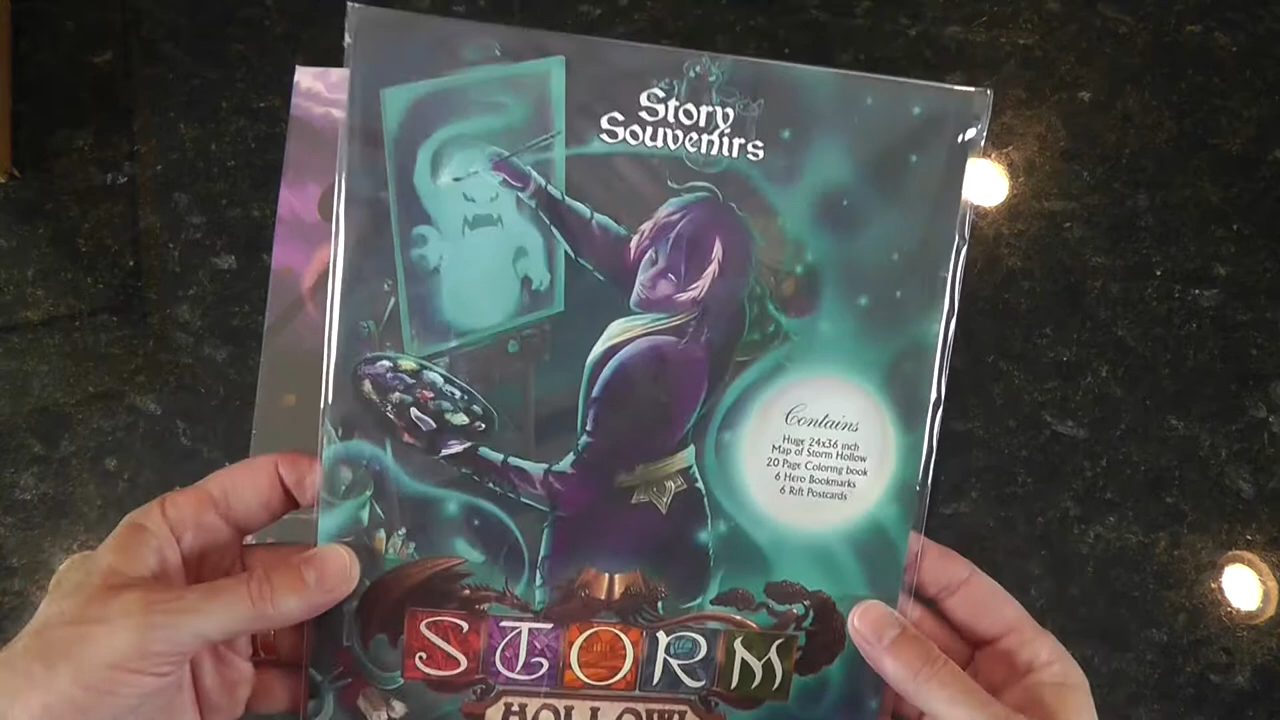 Story
Souvenirs
Contains
Huge 24x36 inch
Map of Storm Hollow
20 Page Coloring book
6 Hero Bookmarks
6 Rift Postcards
STORM
HOLLOW